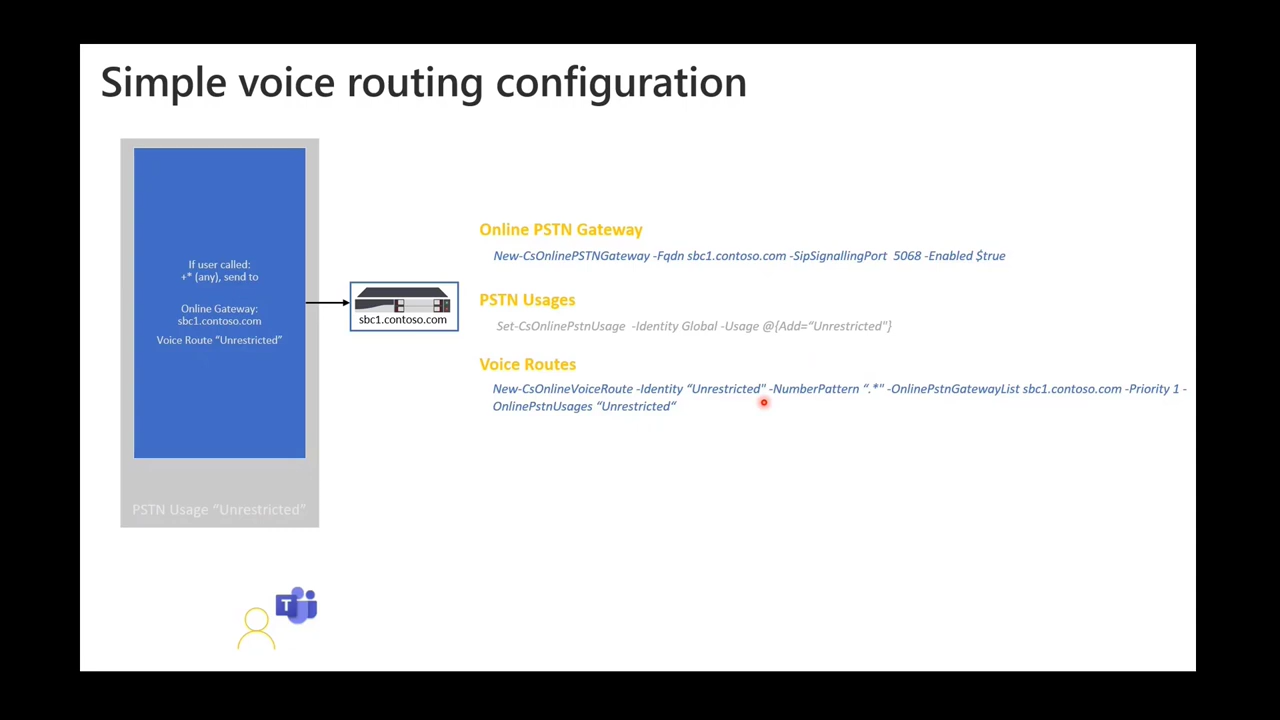 Simple voice routing configuration
If user called:
+* (any), send to
Online Gateway:
sbc1.contoso.com
Voice Route “Unrestricted”
PSTN Usage “Unrestricted”
sbc1.contoso.com
Online PSTN Gateway
New-CsOnlinePSTNGateway -Fqdn sbc1.contoso.com -SipSignallingPort 5068 -Enabled $true
PSTN Usages
Set-CsOnlinePstnUsage -Identity Global -Usage @{Add=“Unrestricted"}
Voice Routes
New-CsOnlineVoiceRoute -Identity “Unrestricted" -NumberPattern “.*" -OnlinePstnGatewayList sbc1.contoso.com -Priority 1 -
OnlinePstnUsages “Unrestricted“
T